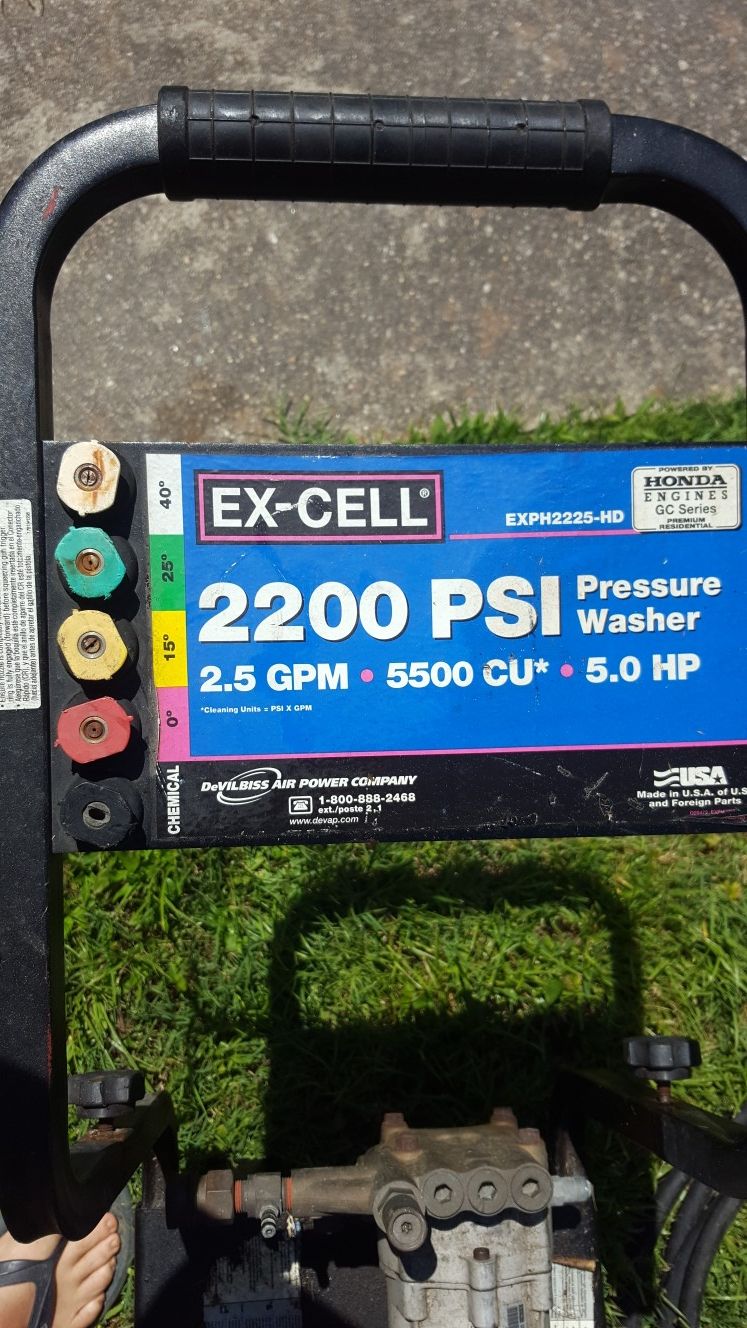 EX-CELL®
EXPH2225-HD
POWERED BY
HONDA
ENGINES
GC Series
PREMIUM
RESIDENTIAL
2200 PSI Pressure Washer
2.5 GPM • 5500 CU* • 5.0 HP
*Cleaning Units = PSI X GPM
40°
25°
15°
0°
CHEMICAL
DeVILBISS AIR POWER COMPANY
1-800-888-2468
ext./poste 2, 1
www.devap.com
USA
Made in U.S.A. of U.S
and Foreign Parts